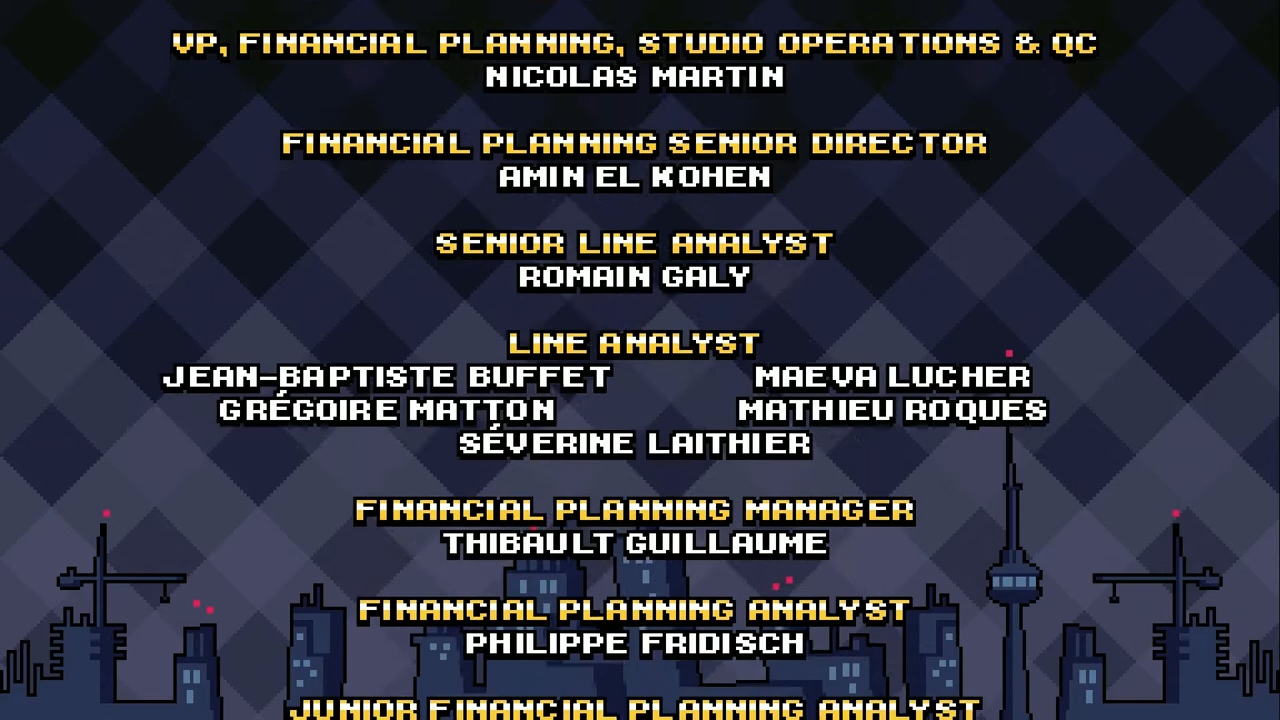 VP, FINANCIAL PLANNING, STUDIO OPERATIONS & QC
NICOLAS MARTIN
FINANCIAL PLANNING SENIOR DIRECTOR
AMIN EL KOHEN
SENIOR LINE ANALYST
ROMAIN GALY
LINE ANALYST
JEAN-BAPTISTE BUFFET MAEVA LUCHER
GRÉGOIRE MATTON MATHIEU ROQUES
SÉVERINE LAITHIER
FINANCIAL PLANNING MANAGER
THIBAULT GUILLAUME
FINANCIAL PLANNING ANALYST
PHILIPPE FRIDISCH
JUNIOR FINANCIAL PLANNING ANALYST